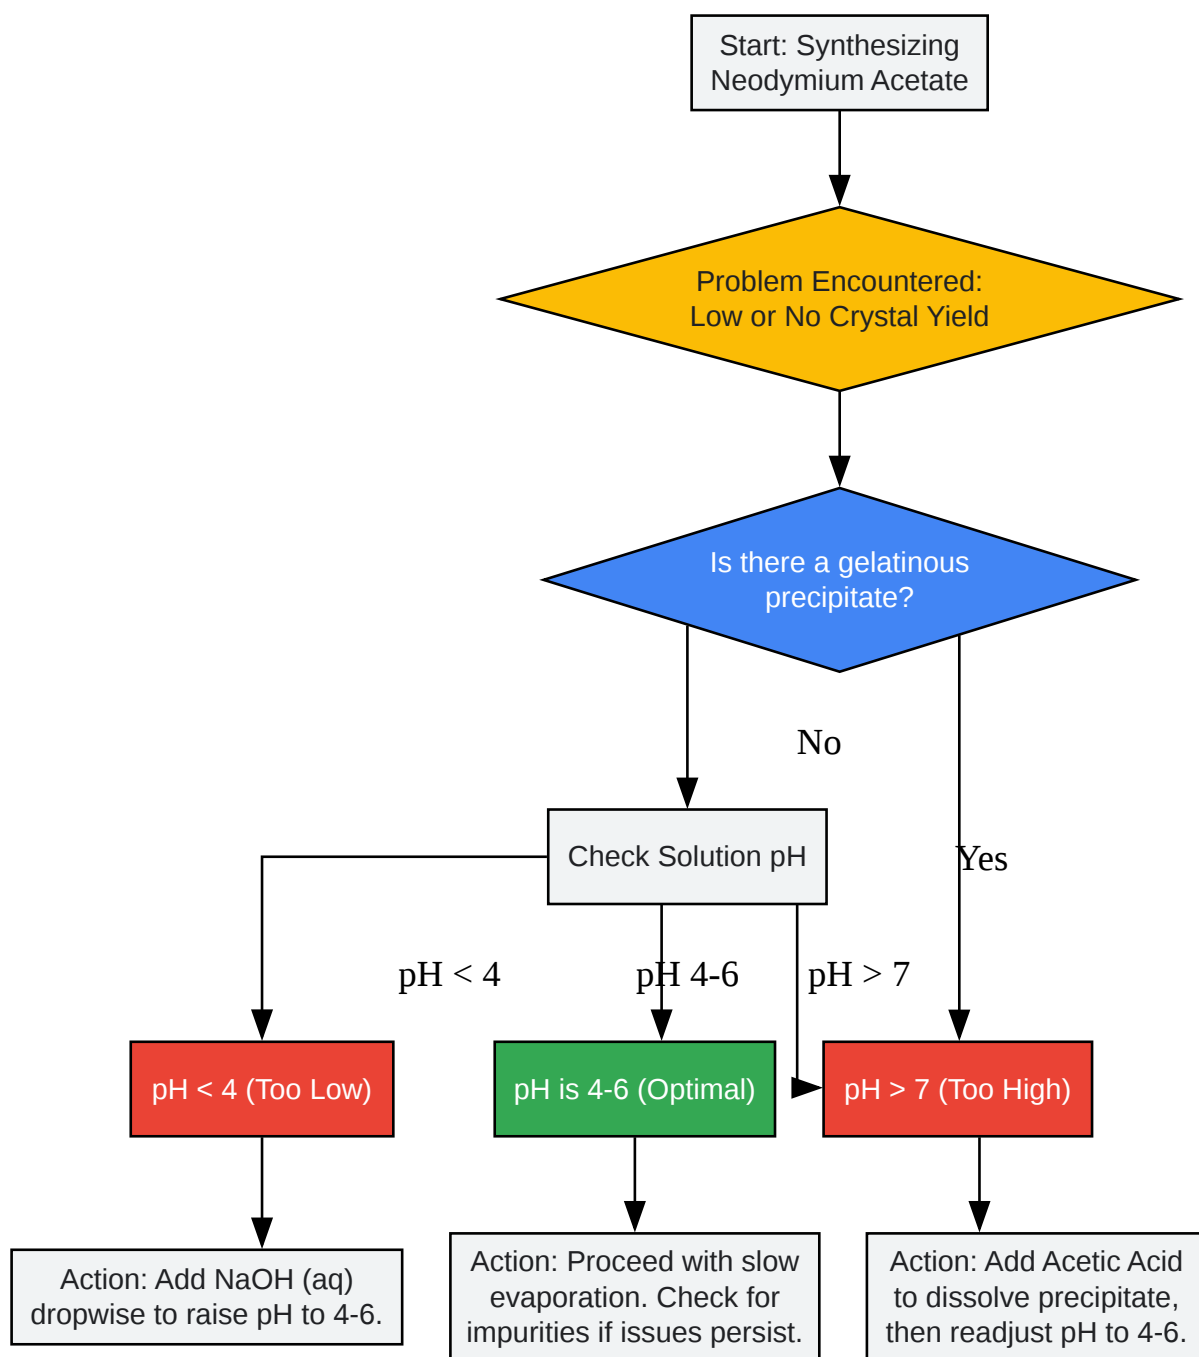 Start: Synthesizing
Neodymium Acetate
Problem Encountered:
Low or No Crystal Yield
Is there a gelatinous
precipitate?
No
Check Solution pH
Yes
pH < 4
pH 4-6
pH > 7
pH < 4 (Too Low)
pH is 4-6 (Optimal)
pH > 7 (Too High)
Action: Add NaOH (aq)
dropwise to raise pH to 4-6.
Action: Proceed with slow
evaporation. Check for
impurities if issues persist.
Action: Add Acetic Acid
to dissolve precipitate,
then readjust pH to 4-6.